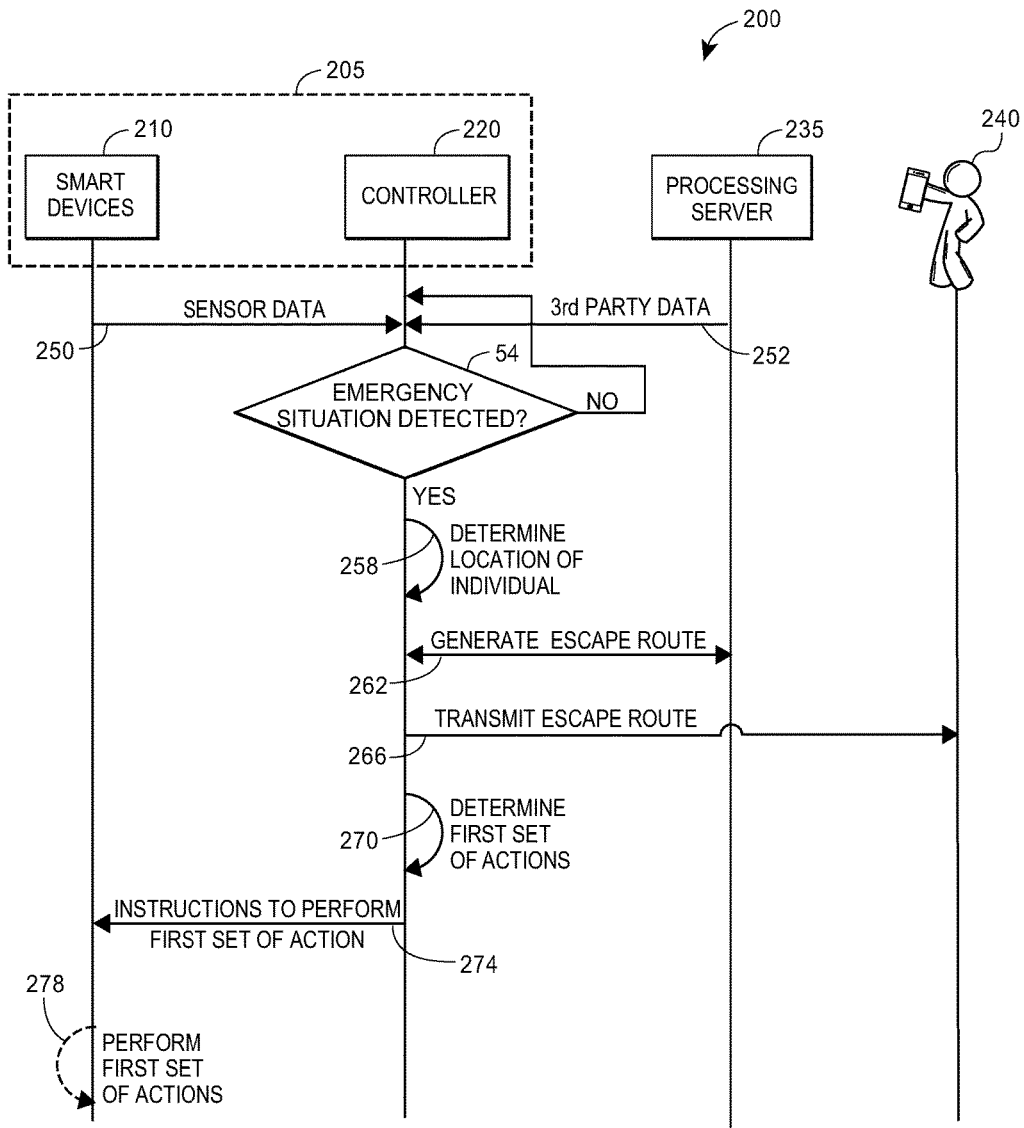 200
205
210
220
235
240
SMART
DEVICES
CONTROLLER
PROCESSING
SERVER
SENSOR DATA
3rd PARTY DATA
250
252
54
EMERGENCY
SITUATION DETECTED?
NO
YES
258
DETERMINE
LOCATION OF
INDIVIDUAL
GENERATE ESCAPE ROUTE
262
TRANSMIT ESCAPE ROUTE
266
270
DETERMINE
FIRST SET
OF ACTIONS
INSTRUCTIONS TO PERFORM
FIRST SET OF ACTION
274
278
PERFORM
FIRST SET
OF ACTIONS